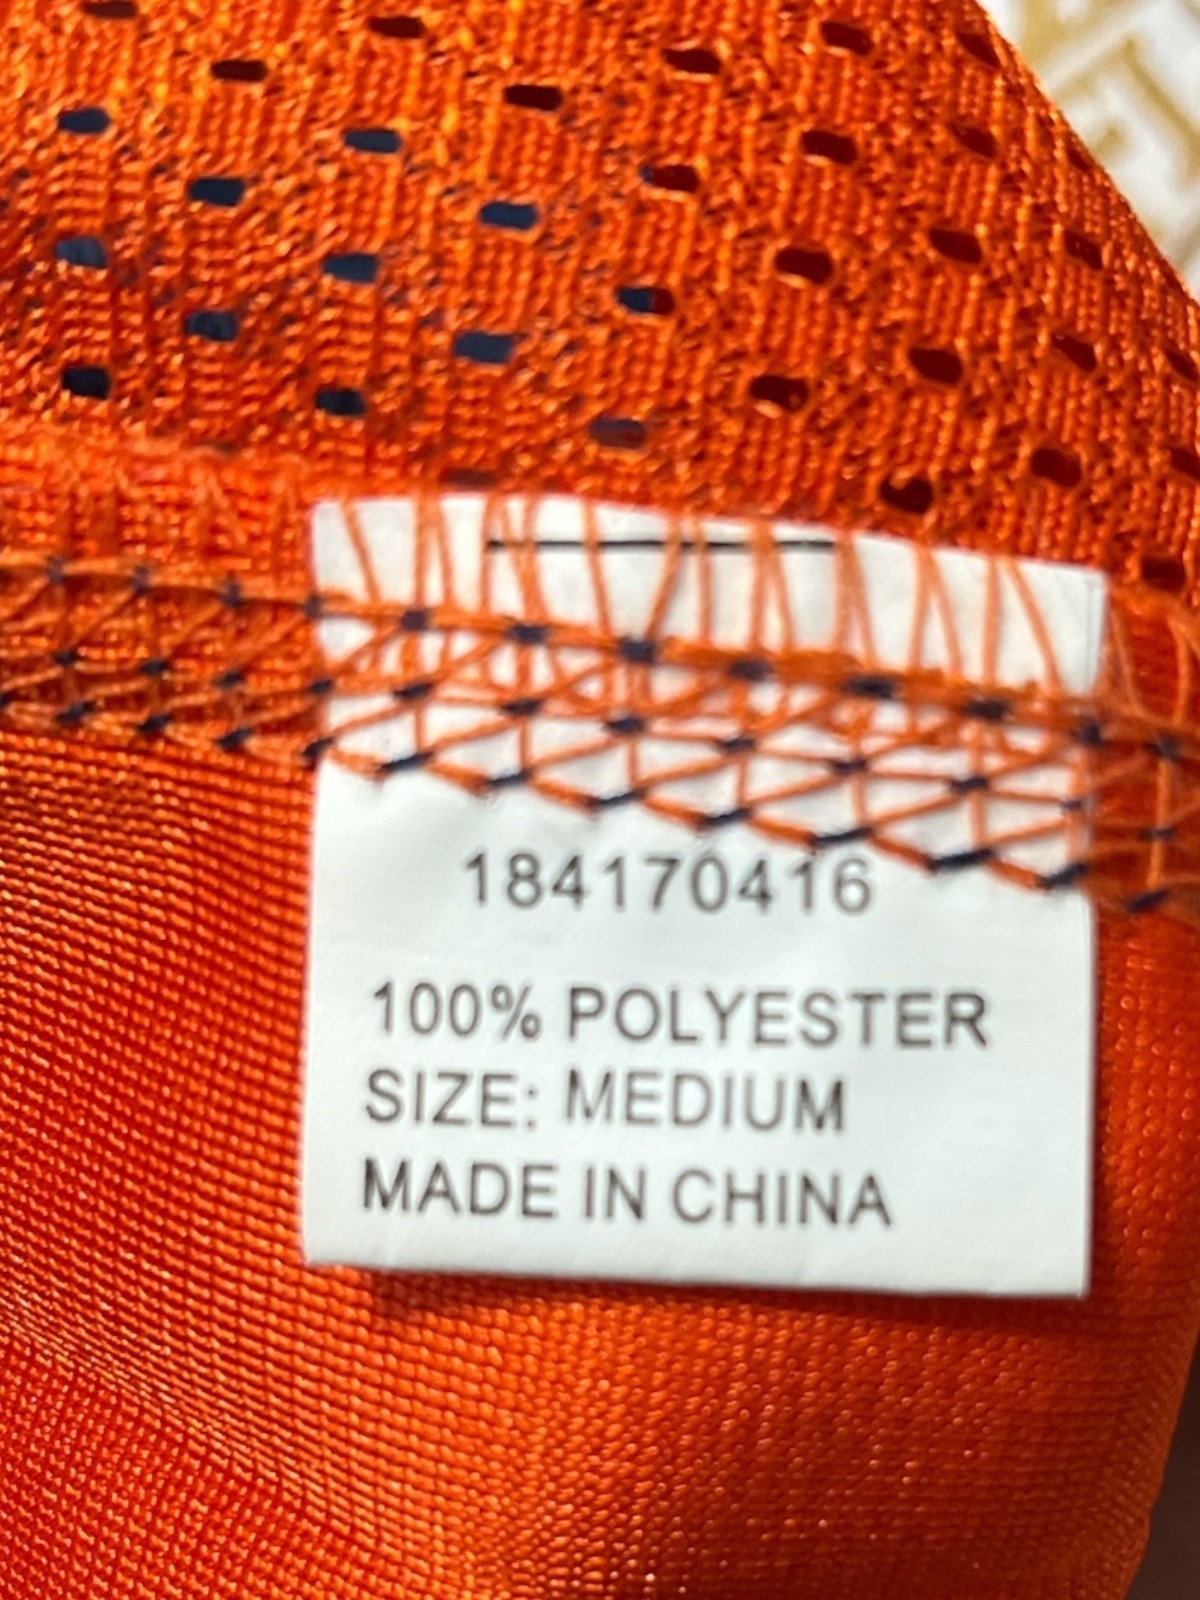 184170416
100% POLYESTER
SIZE: MEDIUM
MADE IN CHINA